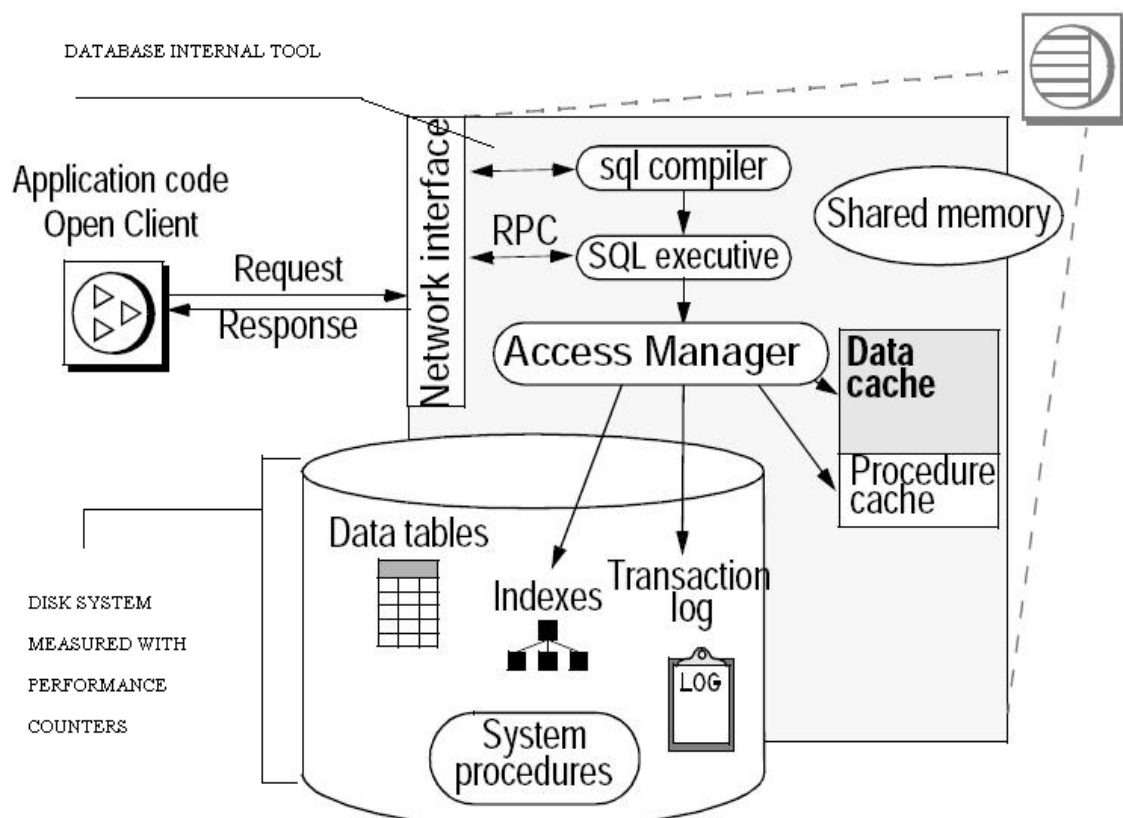 DATABASE INTERNAL TOOL
Application code
Open Client
Request
Response
Network interface
sql compiler
RPC
SQL executive
Shared memory
Access Manager
Data
cache
Procedure
cache
Data tables
Indexes
Transaction
log
LOG
System
procedures
DISK SYSTEM
MEASURED WITH
PERFORMANCE
COUNTERS